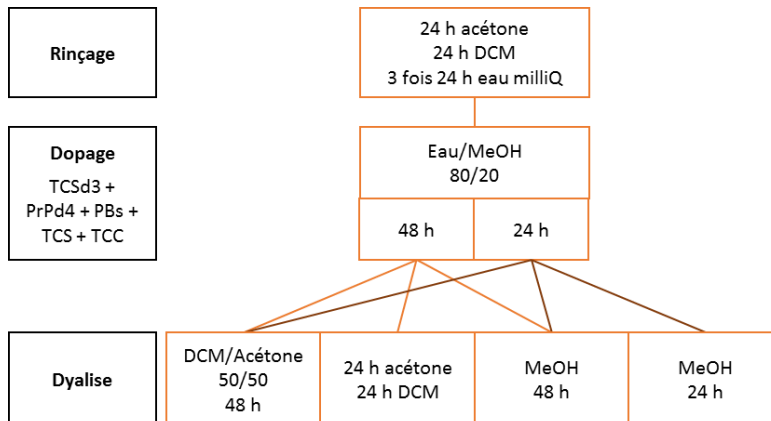 Rinçage
24 h acétone
24 h DCM
3 fois 24 h eau milliQ
Dopage
TCSd3 +
PrPd4 + PBs +
TCS + TCC
Eau/MeOH
80/20
48 h
24 h
Dyalise
DCM/Acétone
50/50
48 h
24 h acétone
24 h DCM
MeOH
48 h
MeOH
24 h